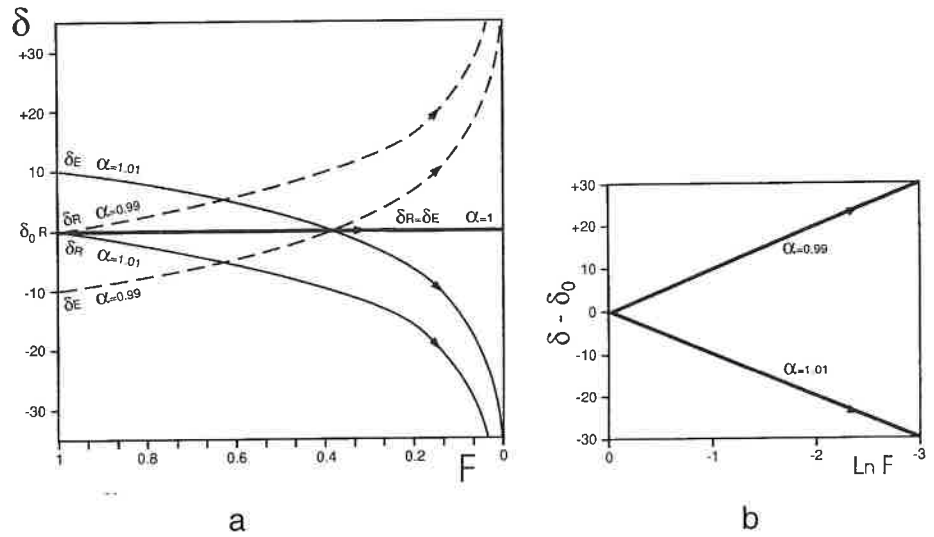 δ
+30
+20
10
δ₀ R
-10
-20
-30
δE α=1.01
δR α=0.99
δR α=1.01
δE α=0.99
δR=δE α=1
1 0.8 0.6 0.4 0.2 0
F
a
δ - δ₀
+30
+20
10
0
-10
-20
-30
α=0.99
α=1.01
0 -1 -2 -3
Ln F
b